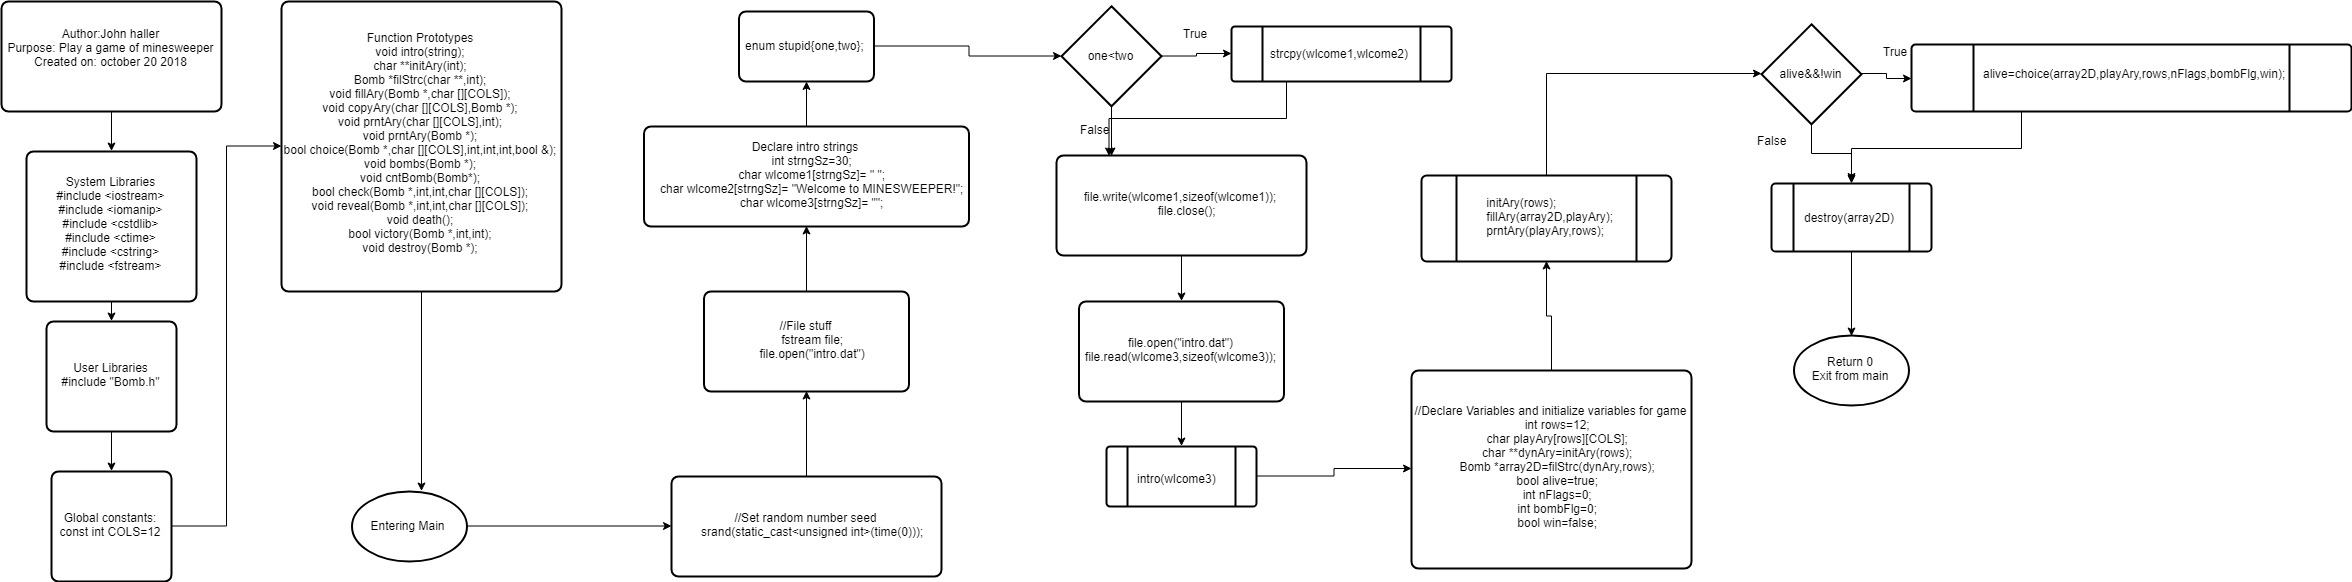 Author:John haller
Purpose: Play a game of minesweeper
Created on: october 20 2018
System Libraries
#include <iostream>
#include <iomanip>
#include <cstdlib>
#include <ctime>
#include <cstring>
#include <fstream>
User Libraries
#include "Bomb.h"
Global constants:
const int COLS=12
Function Prototypes
void intro(string);
char **initAry(int);
Bomb *filStrc(char **,int);
void fillAry(Bomb *,char [][COLS]);
void copyAry(char [][COLS],Bomb *);
void prntAry(char [][COLS],int);
void prntAry(Bomb *);
bool choice(Bomb *,char [][COLS],int,int,int,bool &);
void bombs(Bomb *);
void cntBomb(Bomb*);
bool check(Bomb *,int,int,char [][COLS]);
void reveal(Bomb *,int,int,char [][COLS]);
void death();
bool victory(Bomb *,int,int);
void destroy(Bomb *);
Entering Main
//Set random number seed
srand(static_cast<unsigned int>(time(0)));
//File stuff
fstream file;
file.open("intro.dat")
Declare intro strings
int strngSz=30;
char wlcome1[strngSz]= " ";
char wlcome2[strngSz]= "Welcome to MINESWEEPER!";
char wlcome3[strngSz]= "";
enum stupid{one,two};
one<two
True
False
strcpy(wlcome1,wlcome2)
file.write(wlcome1,sizeof(wlcome1));
file.close();
file.open("intro.dat")
file.read(wlcome3,sizeof(wlcome3));
intro(wlcome3)
//Declare Variables and initialize variables for game
int rows=12;
char playAry[rows][COLS];
char **dynAry=initAry(rows);
Bomb *array2D=filStrc(dynAry,rows);
bool alive=true;
int nFlags=0;
int bombFlg=0;
bool win=false;
initAry(rows);
fillAry(array2D,playAry);
prntAry(playAry,rows);
alive&&!win
True
False
alive=choice(array2D,playAry,rows,nFlags,bombFlg,win);
destroy(array2D)
Return 0
Exit from main